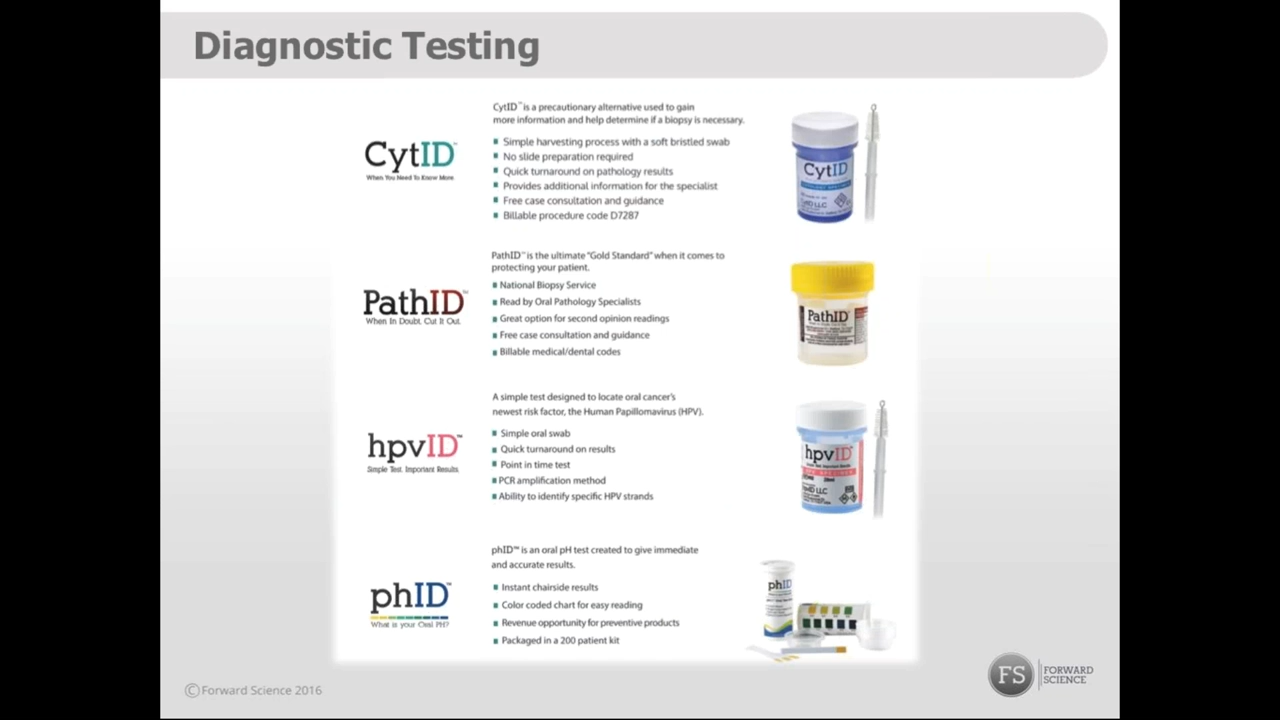 Diagnostic Testing
CytID™
When You Need To Know More
CytID™ is a precautionary alternative used to gain
more information and help determine if a biopsy is necessary.
Simple harvesting process with a soft bristled swab
No slide preparation required
Quick turnaround on pathology results
Provides additional information for the specialist
Free case consultation and guidance
Billable procedure code D7287
CytID
PathID™
When In Doubt. Cut It Out.
PathID™ is the ultimate "Gold Standard" when it comes to
protecting your patient.
National Biopsy Service
Read by Oral Pathology Specialists
Great option for second opinion readings
Free case consultation and guidance
Billable medical/dental codes
PathID
hpvID™
Simple Test. Important Results.
A simple test designed to locate oral cancer's
newest risk factor, the Human Papillomavirus (HPV).
Simple oral swab
Quick turnaround on results
Point in time test
PCR amplification method
Ability to identify specific HPV strands
hpvID
phID™
What is your Oral PH?
phID™ is an oral pH test created to give immediate
and accurate results.
Instant chairside results
Color coded chart for easy reading
Revenue opportunity for preventive products
Packaged in a 200 patient kit
phID
©Forward Science 2016
FS
FORWARD
SCIENCE